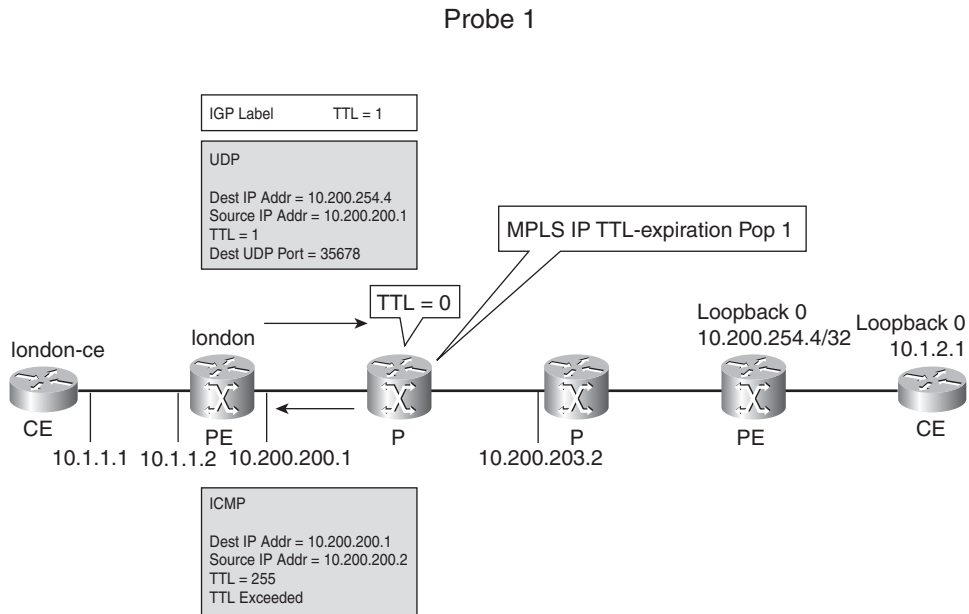 Probe 1
IGP Label TTL = 1
UDP
Dest IP Addr = 10.200.254.4
Source IP Addr = 10.200.200.1
TTL = 1
Dest UDP Port = 35678
MPLS IP TTL-expiration Pop 1
TTL = 0
Loopback 0
10.200.254.4/32
Loopback 0
10.1.2.1
london-ce
london
CE
PE
P
P
PE
CE
10.1.1.1
10.1.1.2
10.200.200.1
10.200.203.2
ICMP
Dest IP Addr = 10.200.200.1
Source IP Addr = 10.200.200.2
TTL = 255
TTL Exceeded